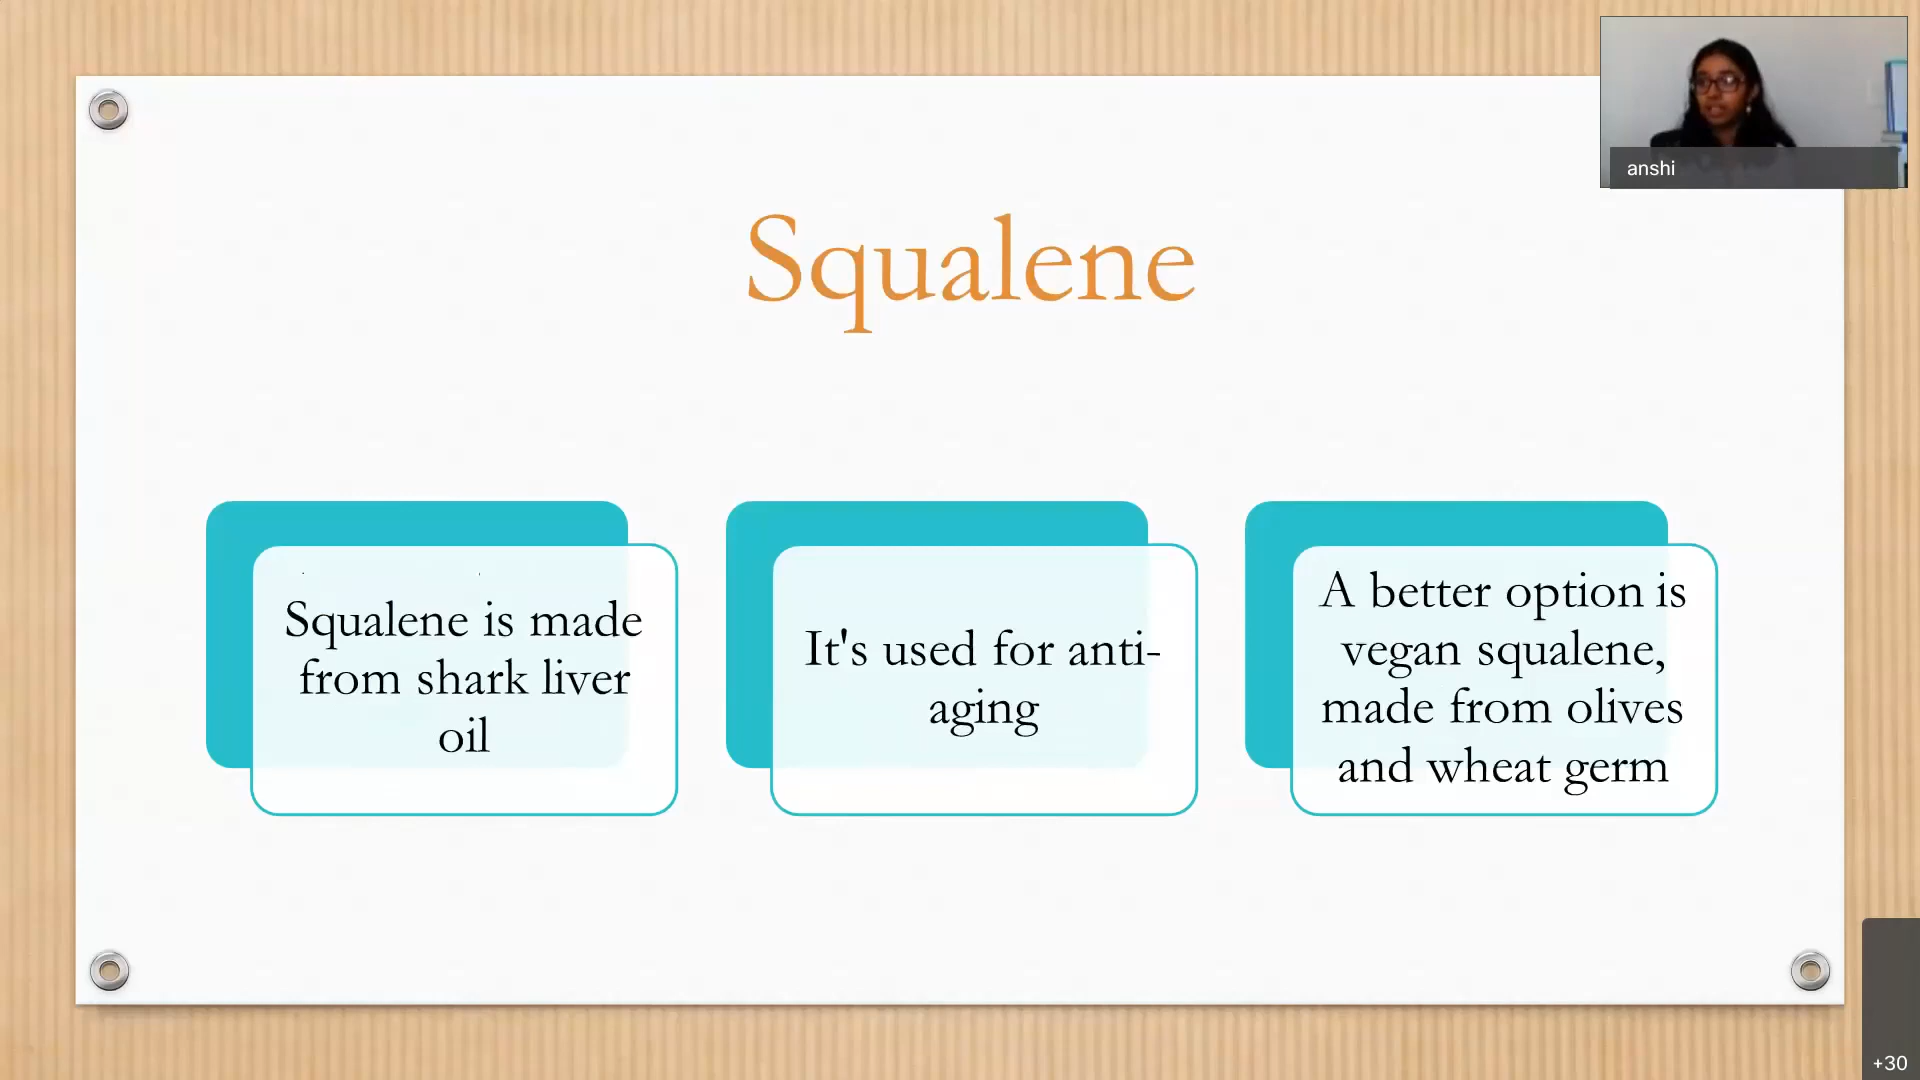 anshi
Squalene
Squalene is made
from shark liver
oil
It's used for anti-
aging
A better option is
vegan squalene,
made from olives
and wheat germ
+30